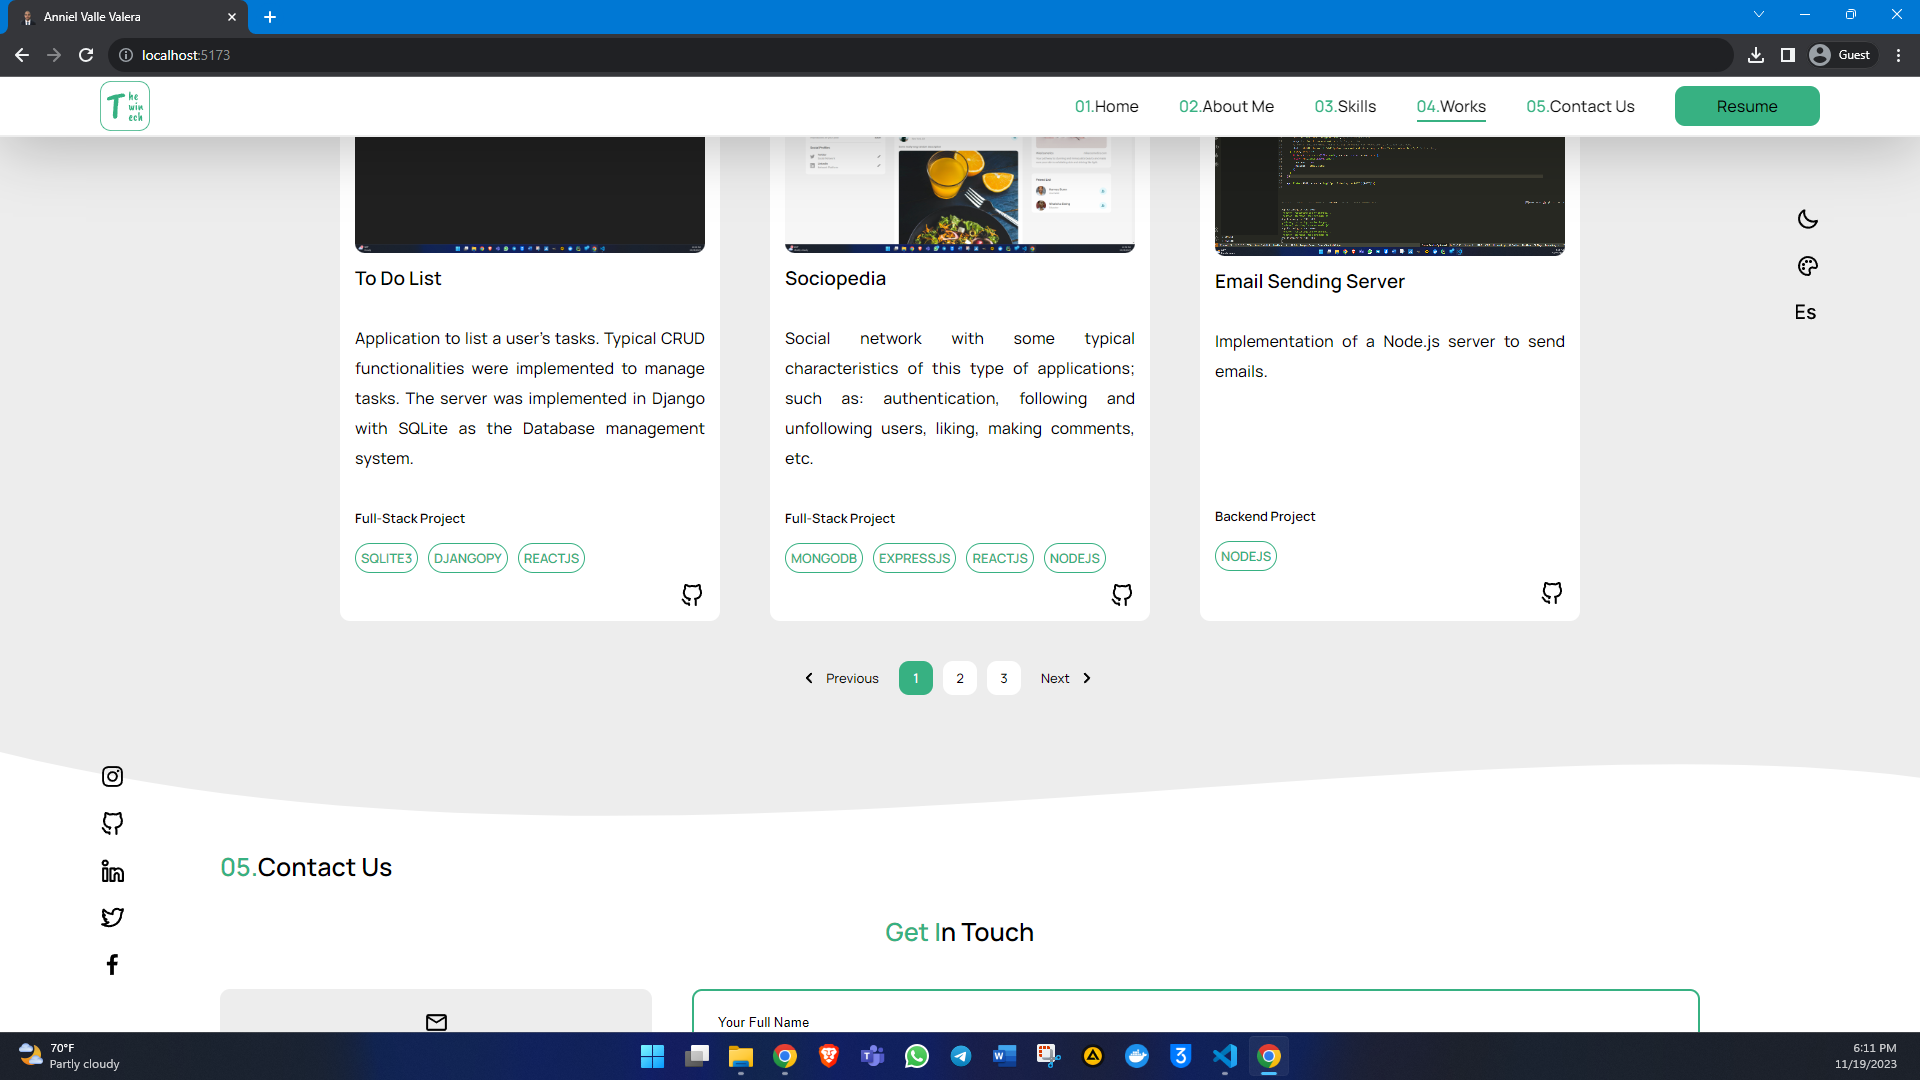 Anniel Valle Valera
localhost:5173
Guest
The
win
ech
01.Home
02.About Me
03.Skills
04.Works
05.Contact Us
Resume
Es
To Do List
Application to list a user's tasks. Typical CRUD
functionalities were implemented to manage
tasks. The server was implemented in Django
with SQLite as the Database management
system.
Full-Stack Project
SQLITE3 DJANGOPY REACTJS
Sociopedia
Social network with some typical
characteristics of this type of applications;
such as: authentication, following and
unfollowing users, liking, making comments,
etc.
Full-Stack Project
MONGODB EXPRESSJS REACTJS NODEJS
Email Sending Server
Implementation of a Node.js server to send
emails.
Backend Project
NODEJS
Previous 1 2 3 Next
05.Contact Us
Get In Touch
Your Full Name
70°F
Partly cloudy
6:11 PM
11/19/2023